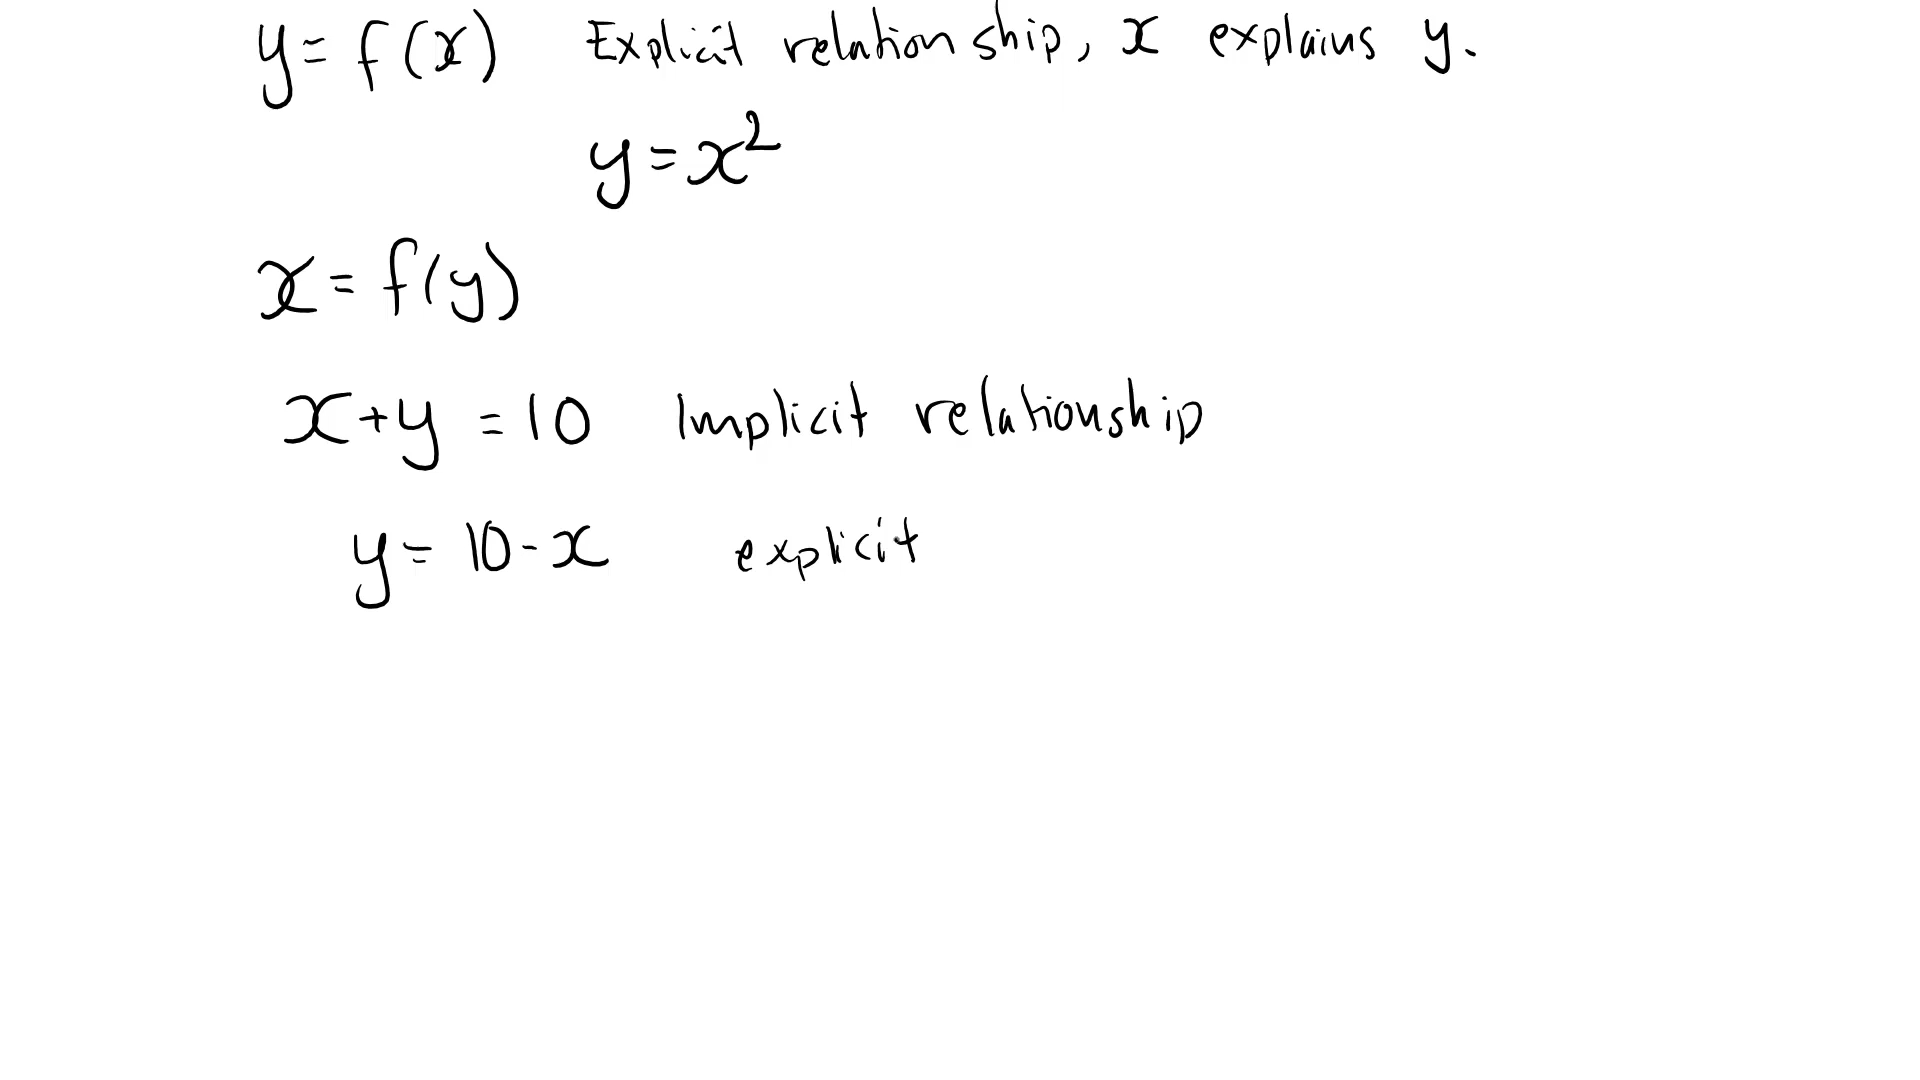 y = f(x) Explicit relationship, x explains y.
y = x²
x = f(y)
x + y = 10 Implicit relationship
y = 10 - x explicit